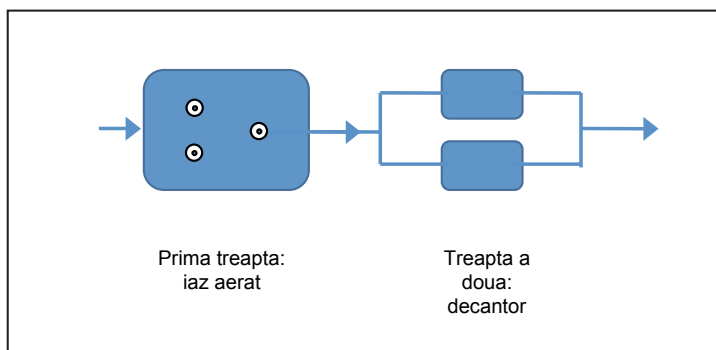 Prima treapta:
iaz aerat
Treapta a
doua:
decantor